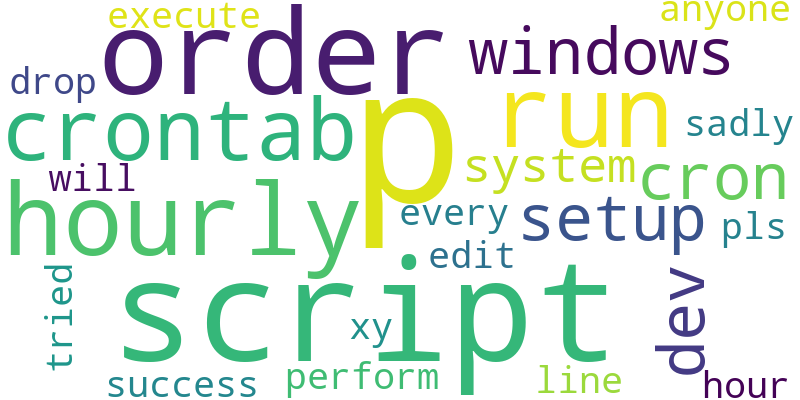 execute
anyone
order
windows
drop
p
run
crontab
sadly
system
cron
will
hourly
every
setup
pls
edit
script
tried
dev
xy
perform
line
success
hour